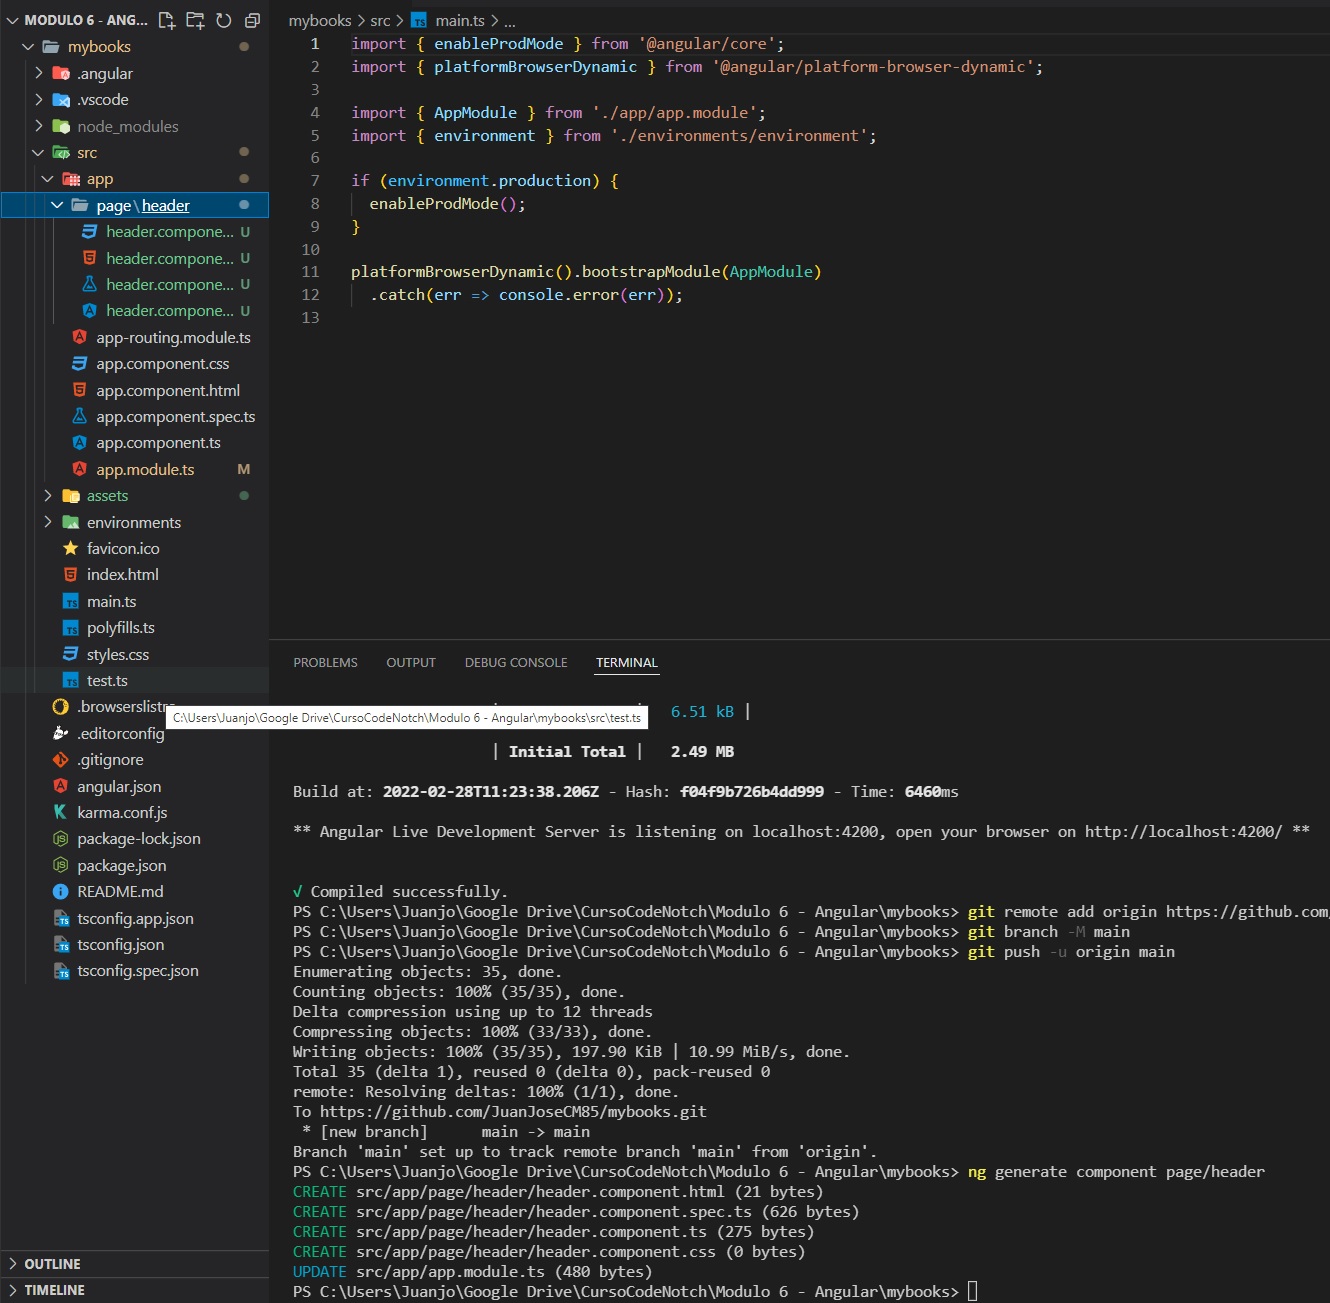 MODULO 6 - ANG...
mybooks
.angular
.vscode
node_modules
src
app
page\header
header.compone... U
header.compone... U
header.compone... U
header.compone... U
app-routing.module.ts
app.component.css
app.component.html
app.component.spec.ts
app.component.ts
app.module.ts M
assets
environments
favicon.ico
index.html
main.ts
polyfills.ts
styles.css
test.ts
.browserslistrc
.editorconfig
.gitignore
angular.json
karma.conf.js
package-lock.json
package.json
README.md
tsconfig.app.json
tsconfig.json
tsconfig.spec.json
OUTLINE
TIMELINE
C:\Users\Juanjo\Google Drive\CursoCodeNotch\Modulo 6 - Angular\mybooks\src\test.ts
mybooks > src > TS main.ts > ...
1 import { enableProdMode } from '@angular/core';
2 import { platformBrowserDynamic } from '@angular/platform-browser-dynamic';
3
4 import { AppModule } from './app/app.module';
5 import { environment } from './environments/environment';
6
7 if (environment.production) {
8 enableProdMode();
9 }
10
11 platformBrowserDynamic().bootstrapModule(AppModule)
12 .catch(err => console.error(err));
13
PROBLEMS OUTPUT DEBUG CONSOLE TERMINAL
6.51 kB |
| Initial Total | 2.49 MB
Build at: 2022-02-28T11:23:38.206Z - Hash: f04f9b726b4dd999 - Time: 6460ms
** Angular Live Development Server is listening on localhost:4200, open your browser on http://localhost:4200/ **
√ Compiled successfully.
PS C:\Users\Juanjo\Google Drive\CursoCodeNotch\Modulo 6 - Angular\mybooks> git remote add origin https://github.com
PS C:\Users\Juanjo\Google Drive\CursoCodeNotch\Modulo 6 - Angular\mybooks> git branch -M main
PS C:\Users\Juanjo\Google Drive\CursoCodeNotch\Modulo 6 - Angular\mybooks> git push -u origin main
Enumerating objects: 35, done.
Counting objects: 100% (35/35), done.
Delta compression using up to 12 threads
Compressing objects: 100% (33/33), done.
Writing objects: 100% (35/35), 197.90 KiB | 10.99 MiB/s, done.
Total 35 (delta 1), reused 0 (delta 0), pack-reused 0
remote: Resolving deltas: 100% (1/1), done.
To https://github.com/JuanJoseCM85/mybooks.git
* [new branch] main -> main
Branch 'main' set up to track remote branch 'main' from 'origin'.
PS C:\Users\Juanjo\Google Drive\CursoCodeNotch\Modulo 6 - Angular\mybooks> ng generate component page/header
CREATE src/app/page/header/header.component.html (21 bytes)
CREATE src/app/page/header/header.component.spec.ts (626 bytes)
CREATE src/app/page/header/header.component.ts (275 bytes)
CREATE src/app/page/header/header.component.css (0 bytes)
UPDATE src/app/app.module.ts (480 bytes)
PS C:\Users\Juanjo\Google Drive\CursoCodeNotch\Modulo 6 - Angular\mybooks>